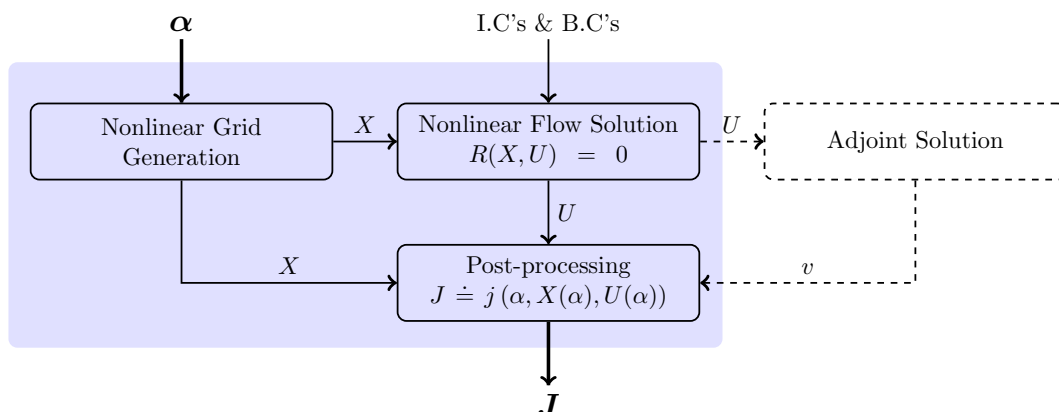 α
I.C's & B.C's
Nonlinear Grid
Generation
X
Nonlinear Flow Solution
R(X, U) = 0
U
Adjoint Solution
U
X
Post-processing
J ≐ j (α, X(α), U(α))
v
J